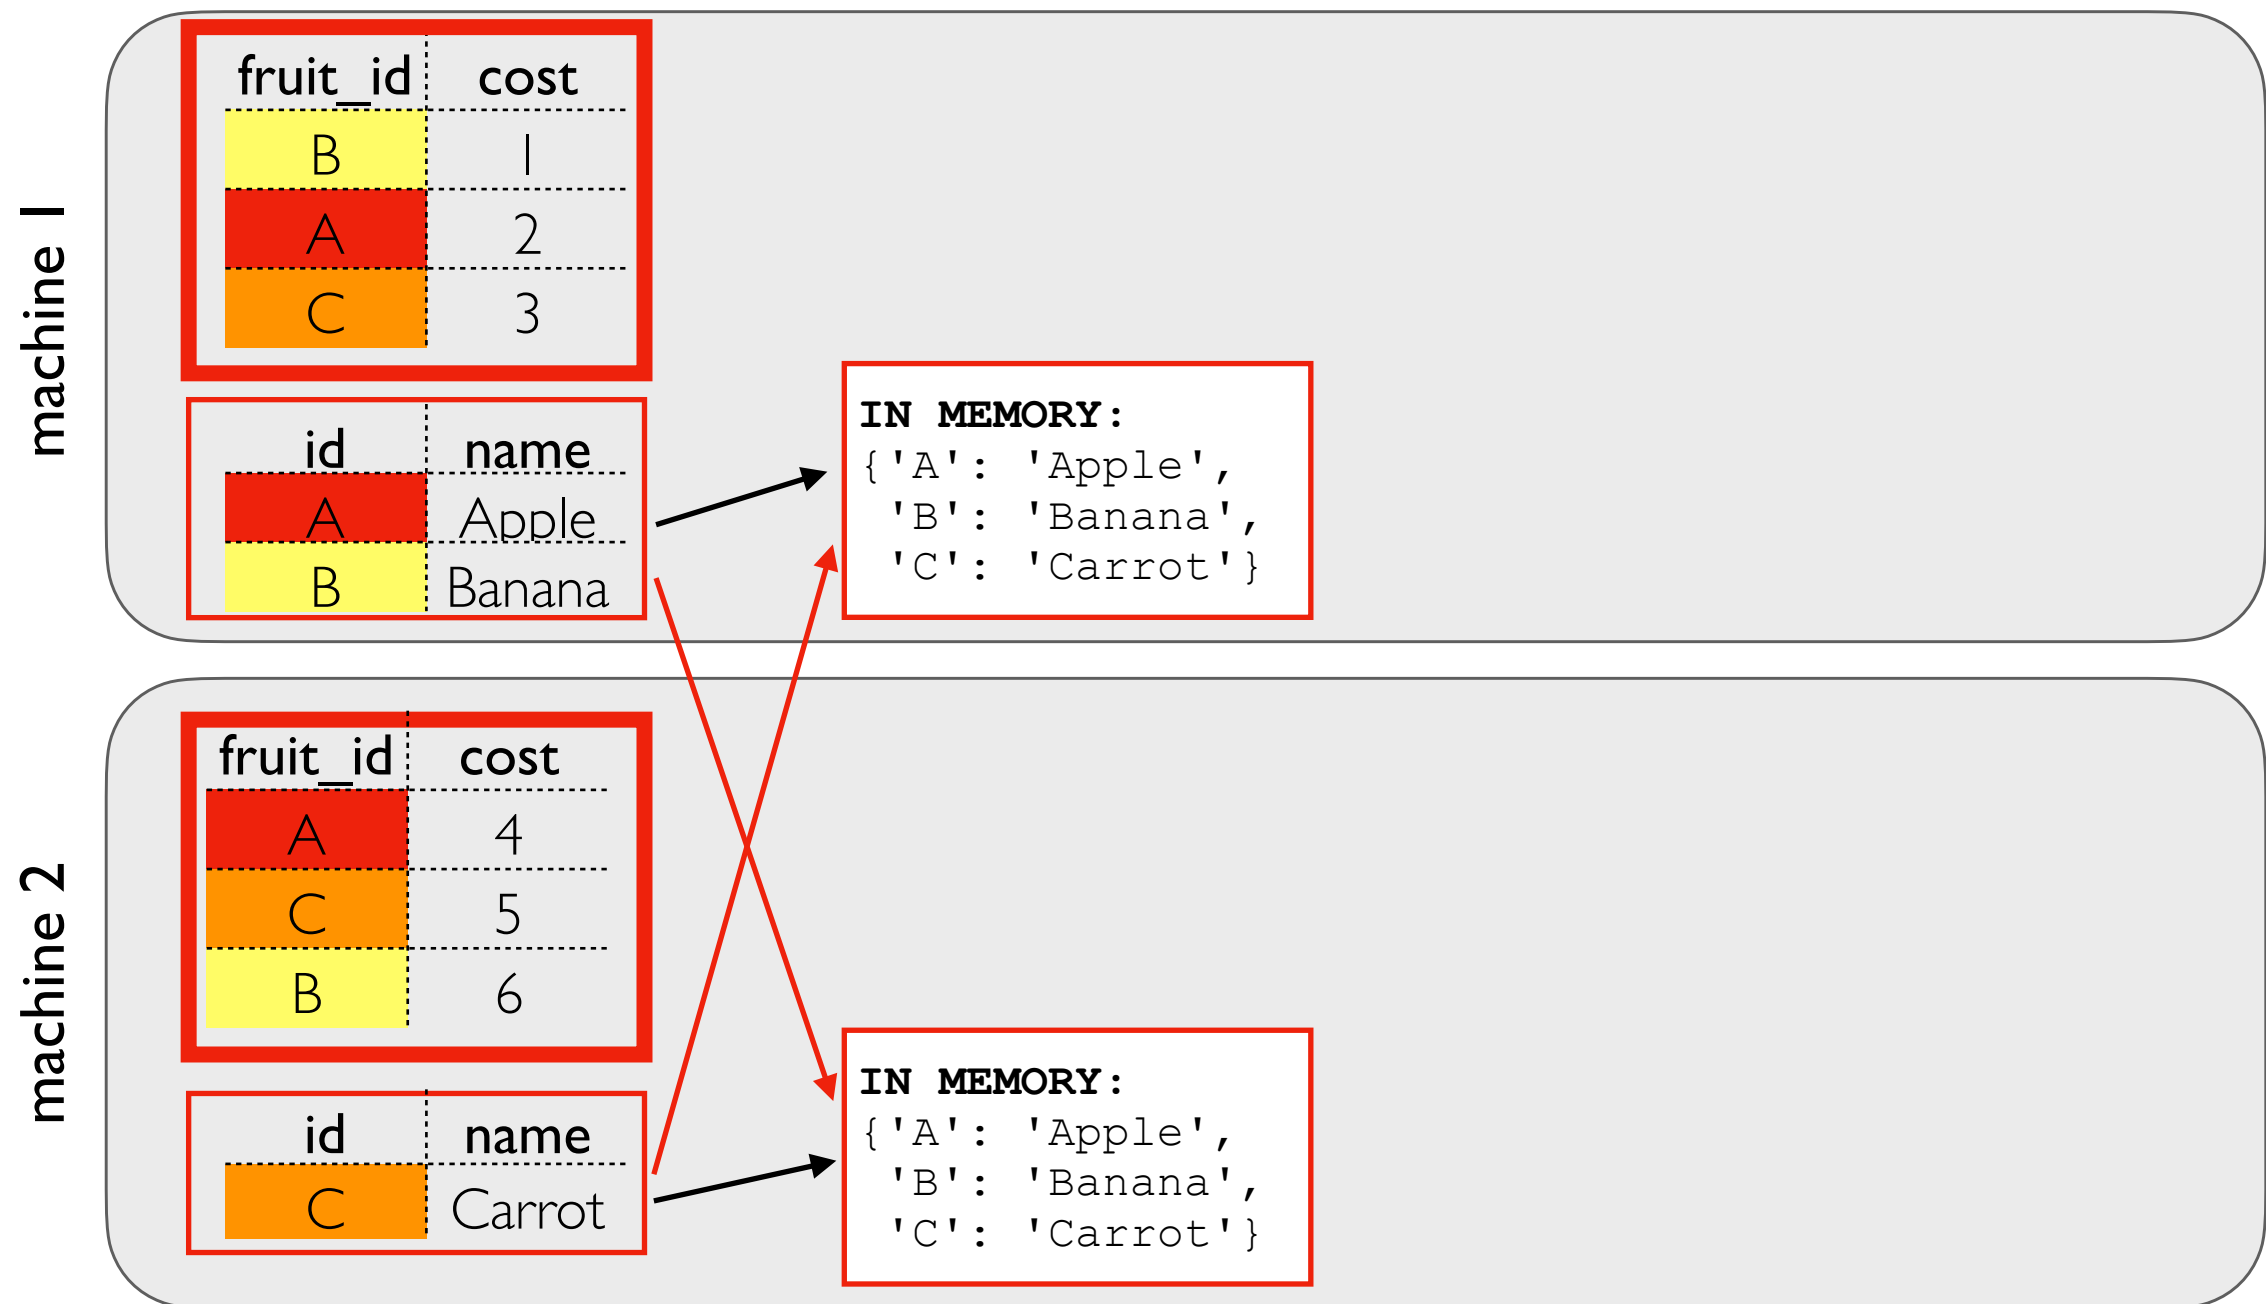 machine 1
fruit_id cost
B 1
A 2
C 3
id name
A Apple
B Banana
IN MEMORY:
{'A': 'Apple',
'B': 'Banana',
'C': 'Carrot'}
machine 2
fruit_id cost
A 4
C 5
B 6
id name
C Carrot
IN MEMORY:
{'A': 'Apple',
'B': 'Banana',
'C': 'Carrot'}